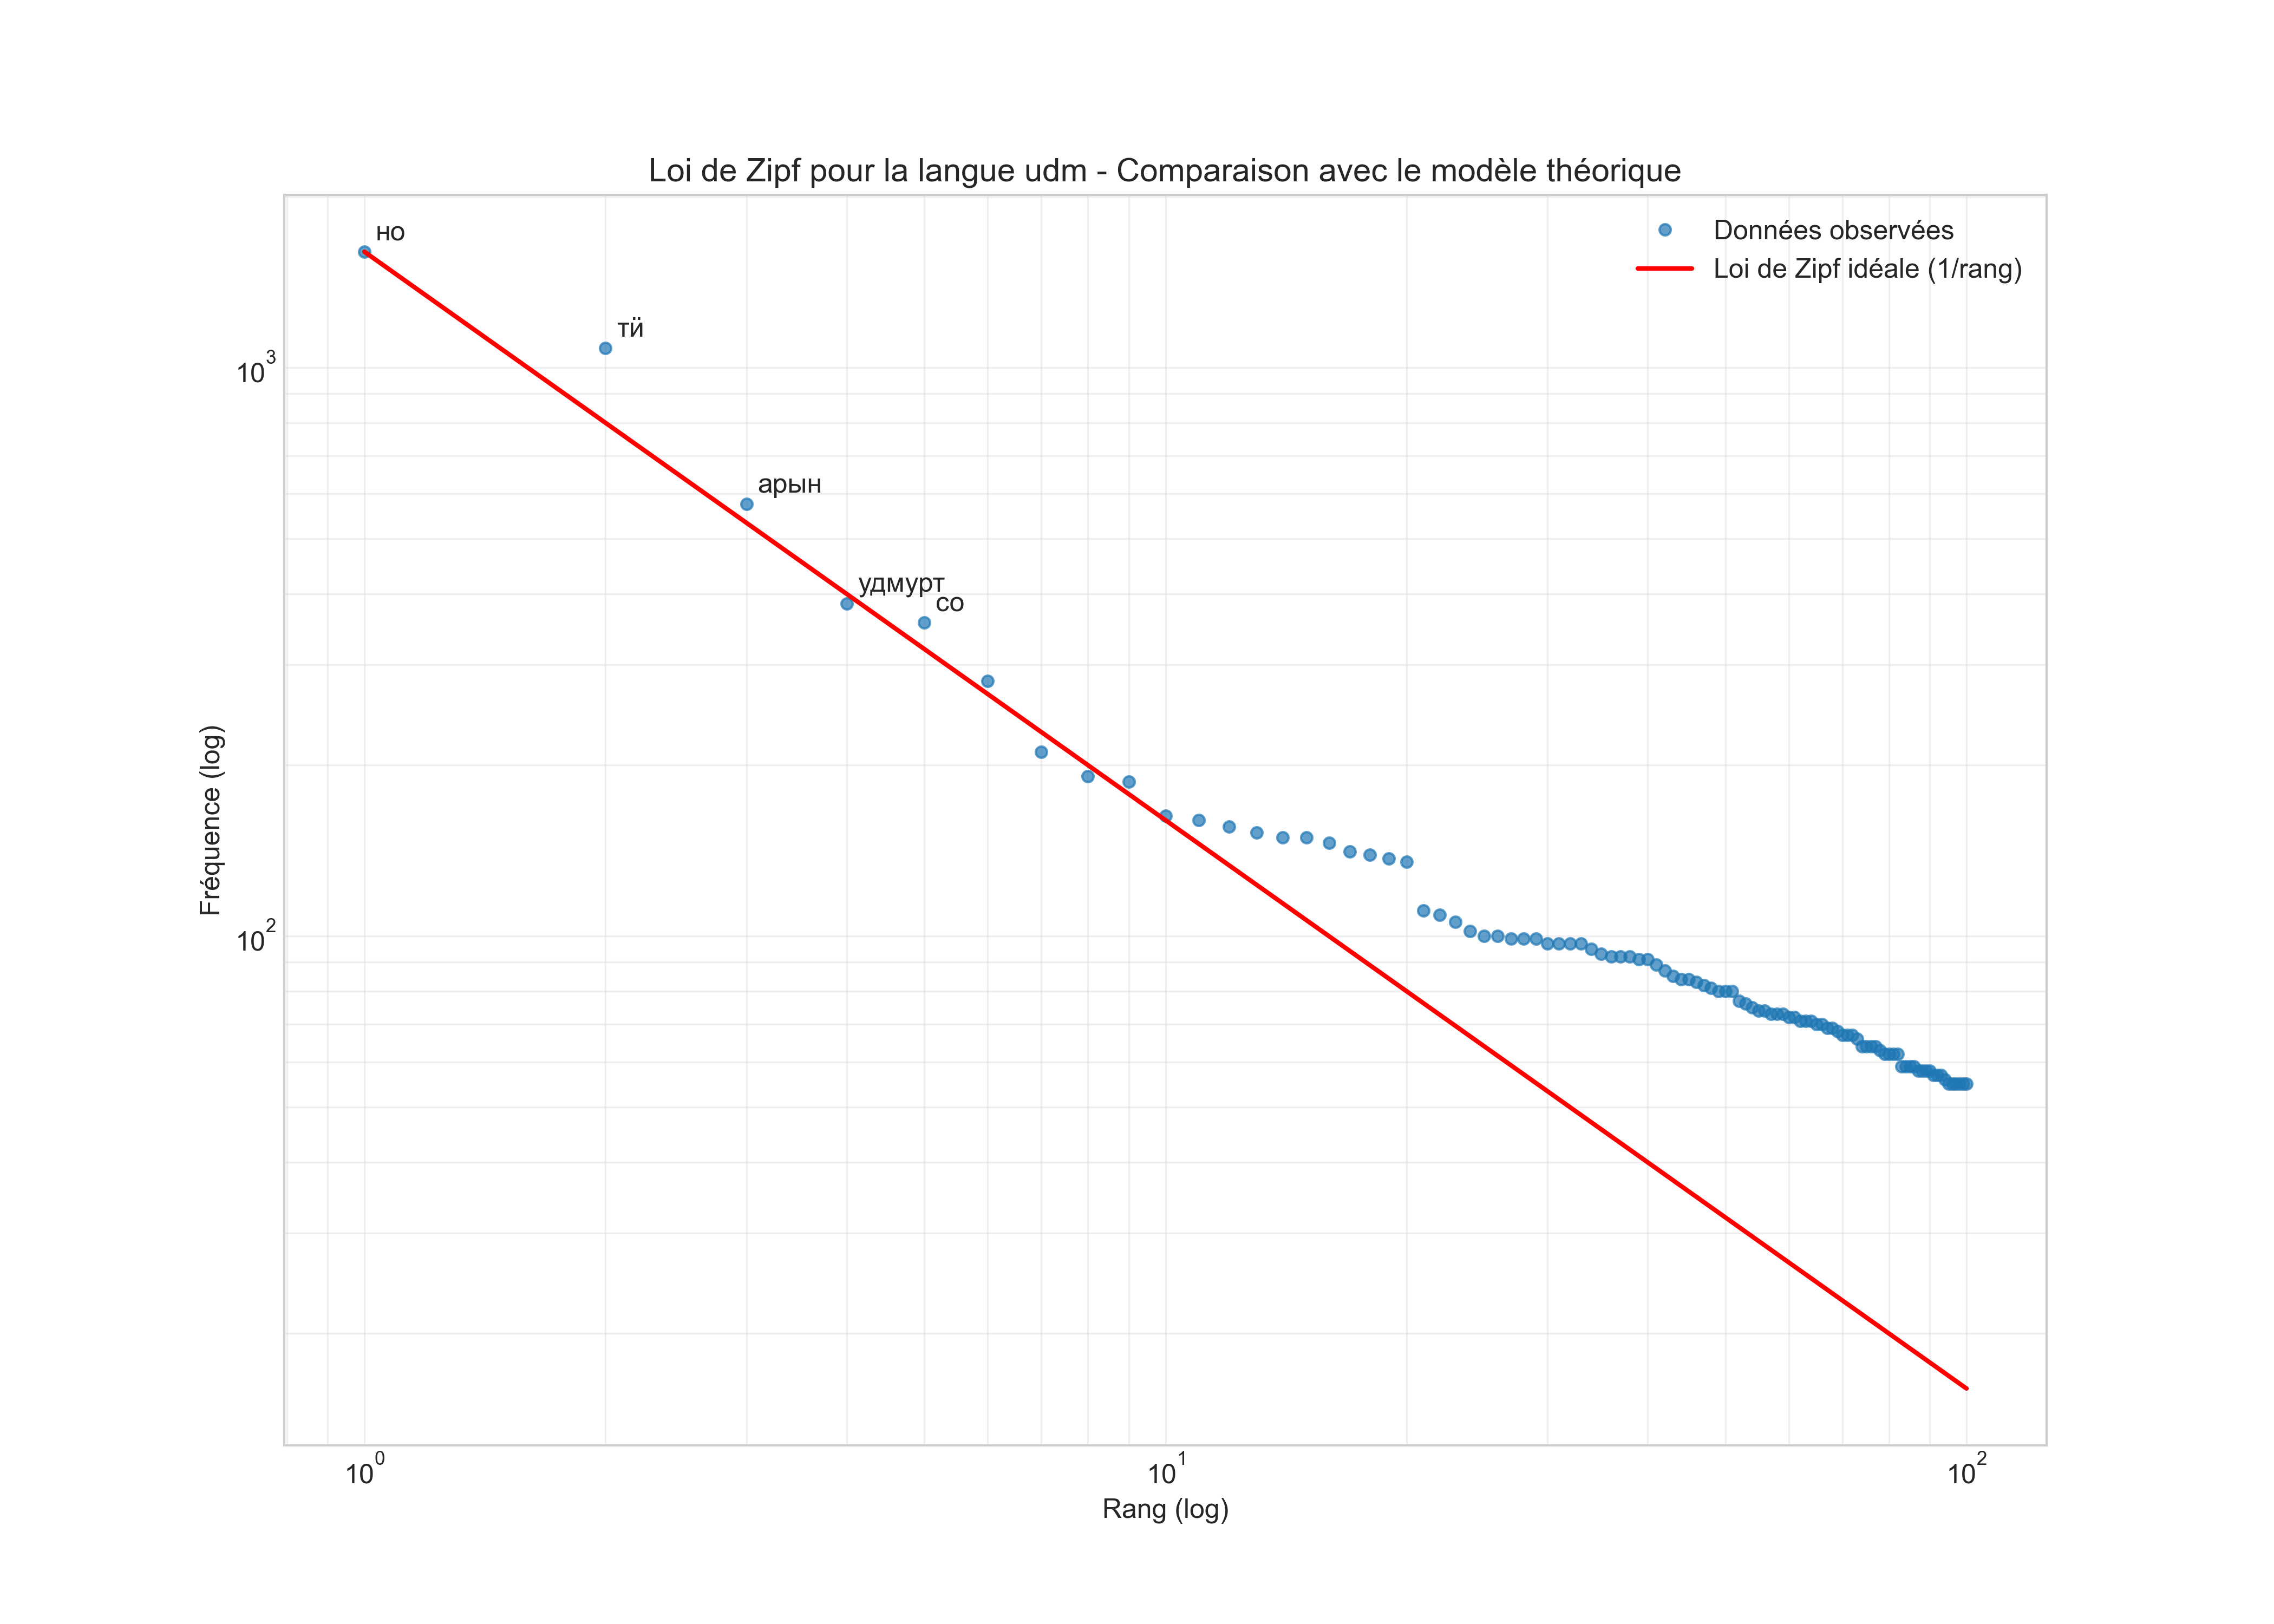 Loi de Zipf pour la langue udm - Comparaison avec le modèle théorique
Données observées
Loi de Zipf idéale (1/rang)
но
тӥ
арын
удмурт
со
10³
10²
Fréquence (log)
10⁰
10¹
10²
Rang (log)